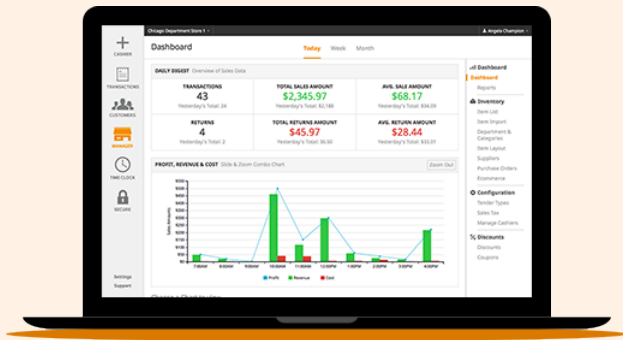 Chicago Department Store 1
Angela Champion
CASHIER
TRANSACTIONS
CUSTOMERS
MANAGER
TIME CLOCK
SECURE
Settings
Support
Dashboard
Today Week Month
DAILY DIGEST Overview of Sales Data
TRANSACTIONS
43
Yesterday's Total: 24
TOTAL SALES AMOUNT
$2,345.97
Yesterday's Total: $2,188
AVG. SALE AMOUNT
$68.17
Yesterday's Total: $34.09
RETURNS
4
Yesterday's Total: 2
TOTAL RETURNS AMOUNT
$45.97
Yesterday's Total: $6.50
AVG. RETURN AMOUNT
$28.44
Yesterday's Total: $33.01
PROFIT, REVENUE & COST Slide & Zoom Combo Chart
Zoom Out
Sales Amounts
$550
$500
$450
$400
$350
$300
$250
$200
$150
$100
$50
$0
7:00AM 8:00AM 9:00AM 10:00AM 11:00AM 12:00PM 1:00PM 2:00PM 3:00PM 4:00PM
Profit Revenue Cost
Dashboard
Dashboard
Reports
Inventory
Item List
Item Import
Department &
Categories
Item Layout
Suppliers
Purchase Orders
Ecommerce
Configuration
Tender Types
Sales Tax
Manage Cashiers
Discounts
Discounts
Coupons